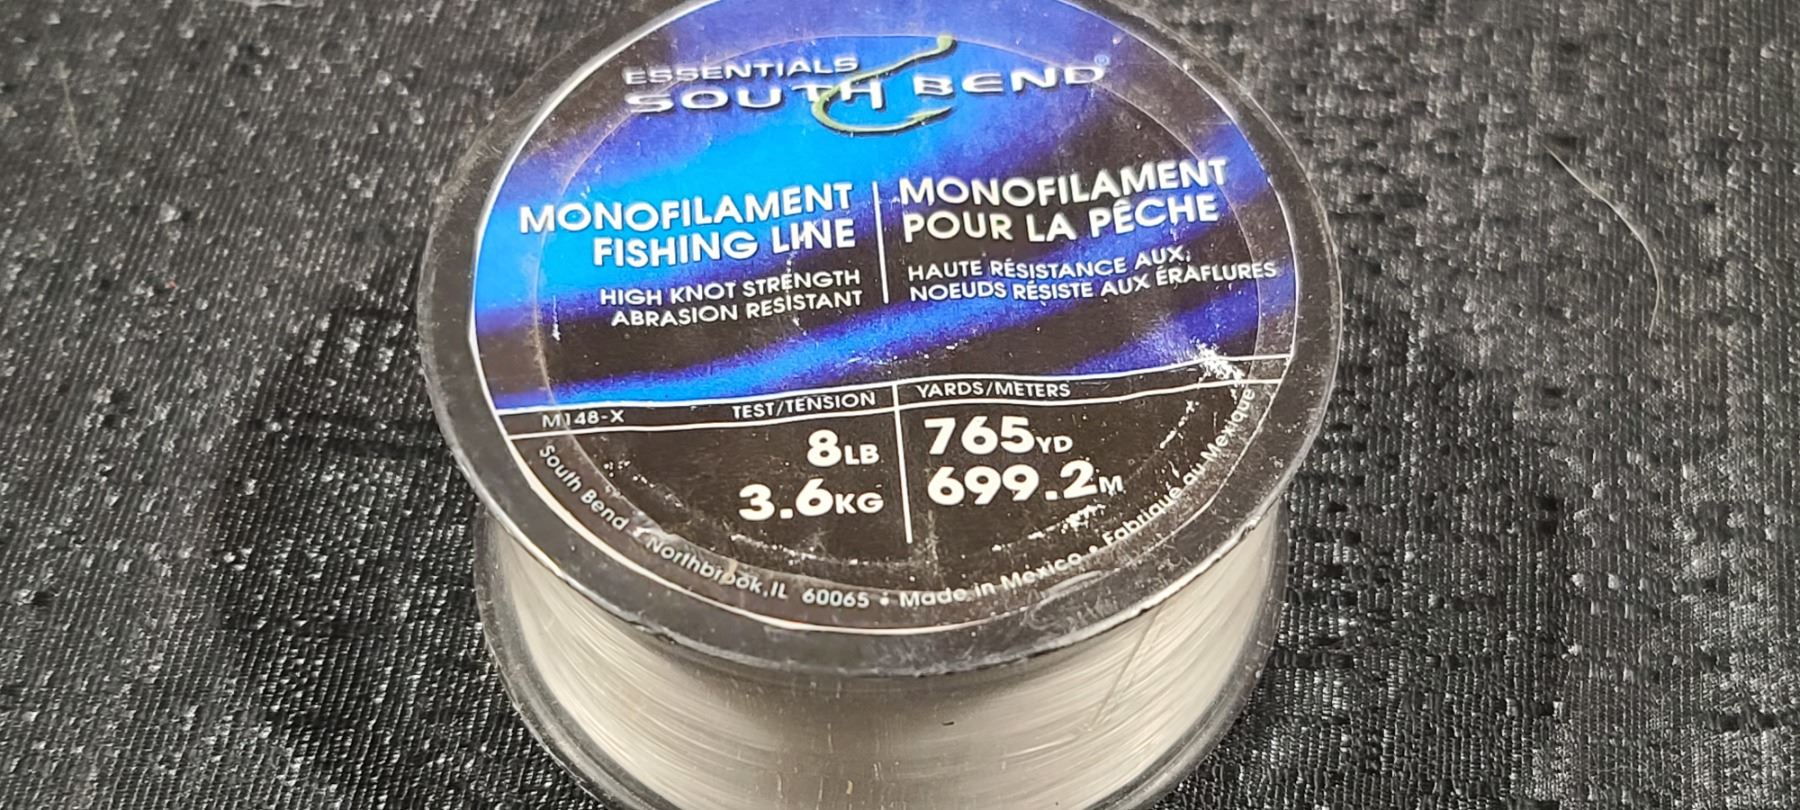 ESSENTIALS
SOUTH BEND®
MONOFILAMENT
FISHING LINE
HIGH KNOT STRENGTH
ABRASION RESISTANT
MONOFILAMENT
POUR LA PÊCHE
HAUTE RÉSISTANCE AUX
NOEUDS RÉSISTE AUX ÉRAFLURES
M148-X
TEST/TENSION
YARDS/METERS
8LB
3.6KG
765YD
699.2M
South Bend • Northbrook, IL 60065 • Made in Mexico • Fabriqué au Mexique